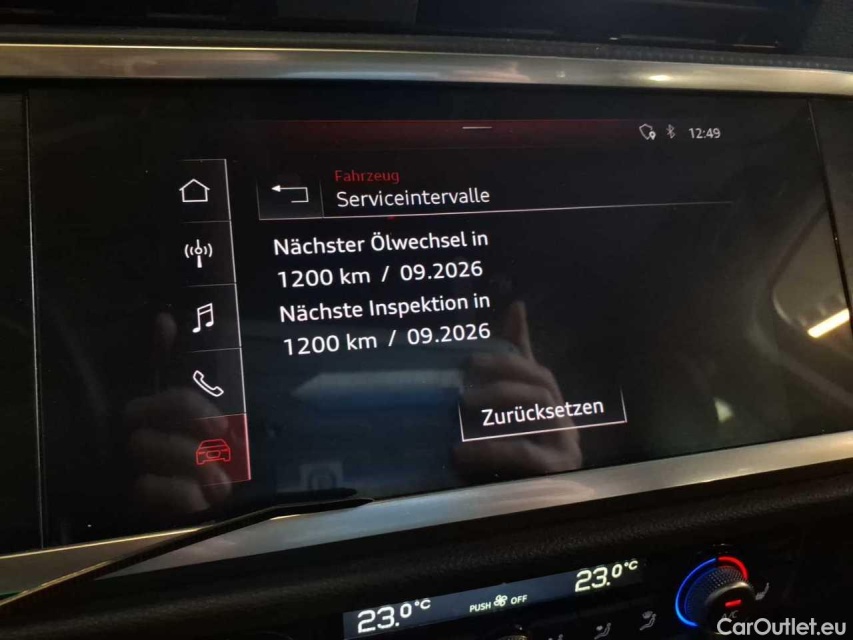 12:49
Fahrzeug
Serviceintervalle
Nächster Ölwechsel in
1200 km / 09.2026
Nächste Inspektion in
1200 km / 09.2026
Zurücksetzen
23.0°C
PUSH OFF
23.0°C
A/C
CarOutlet.eu